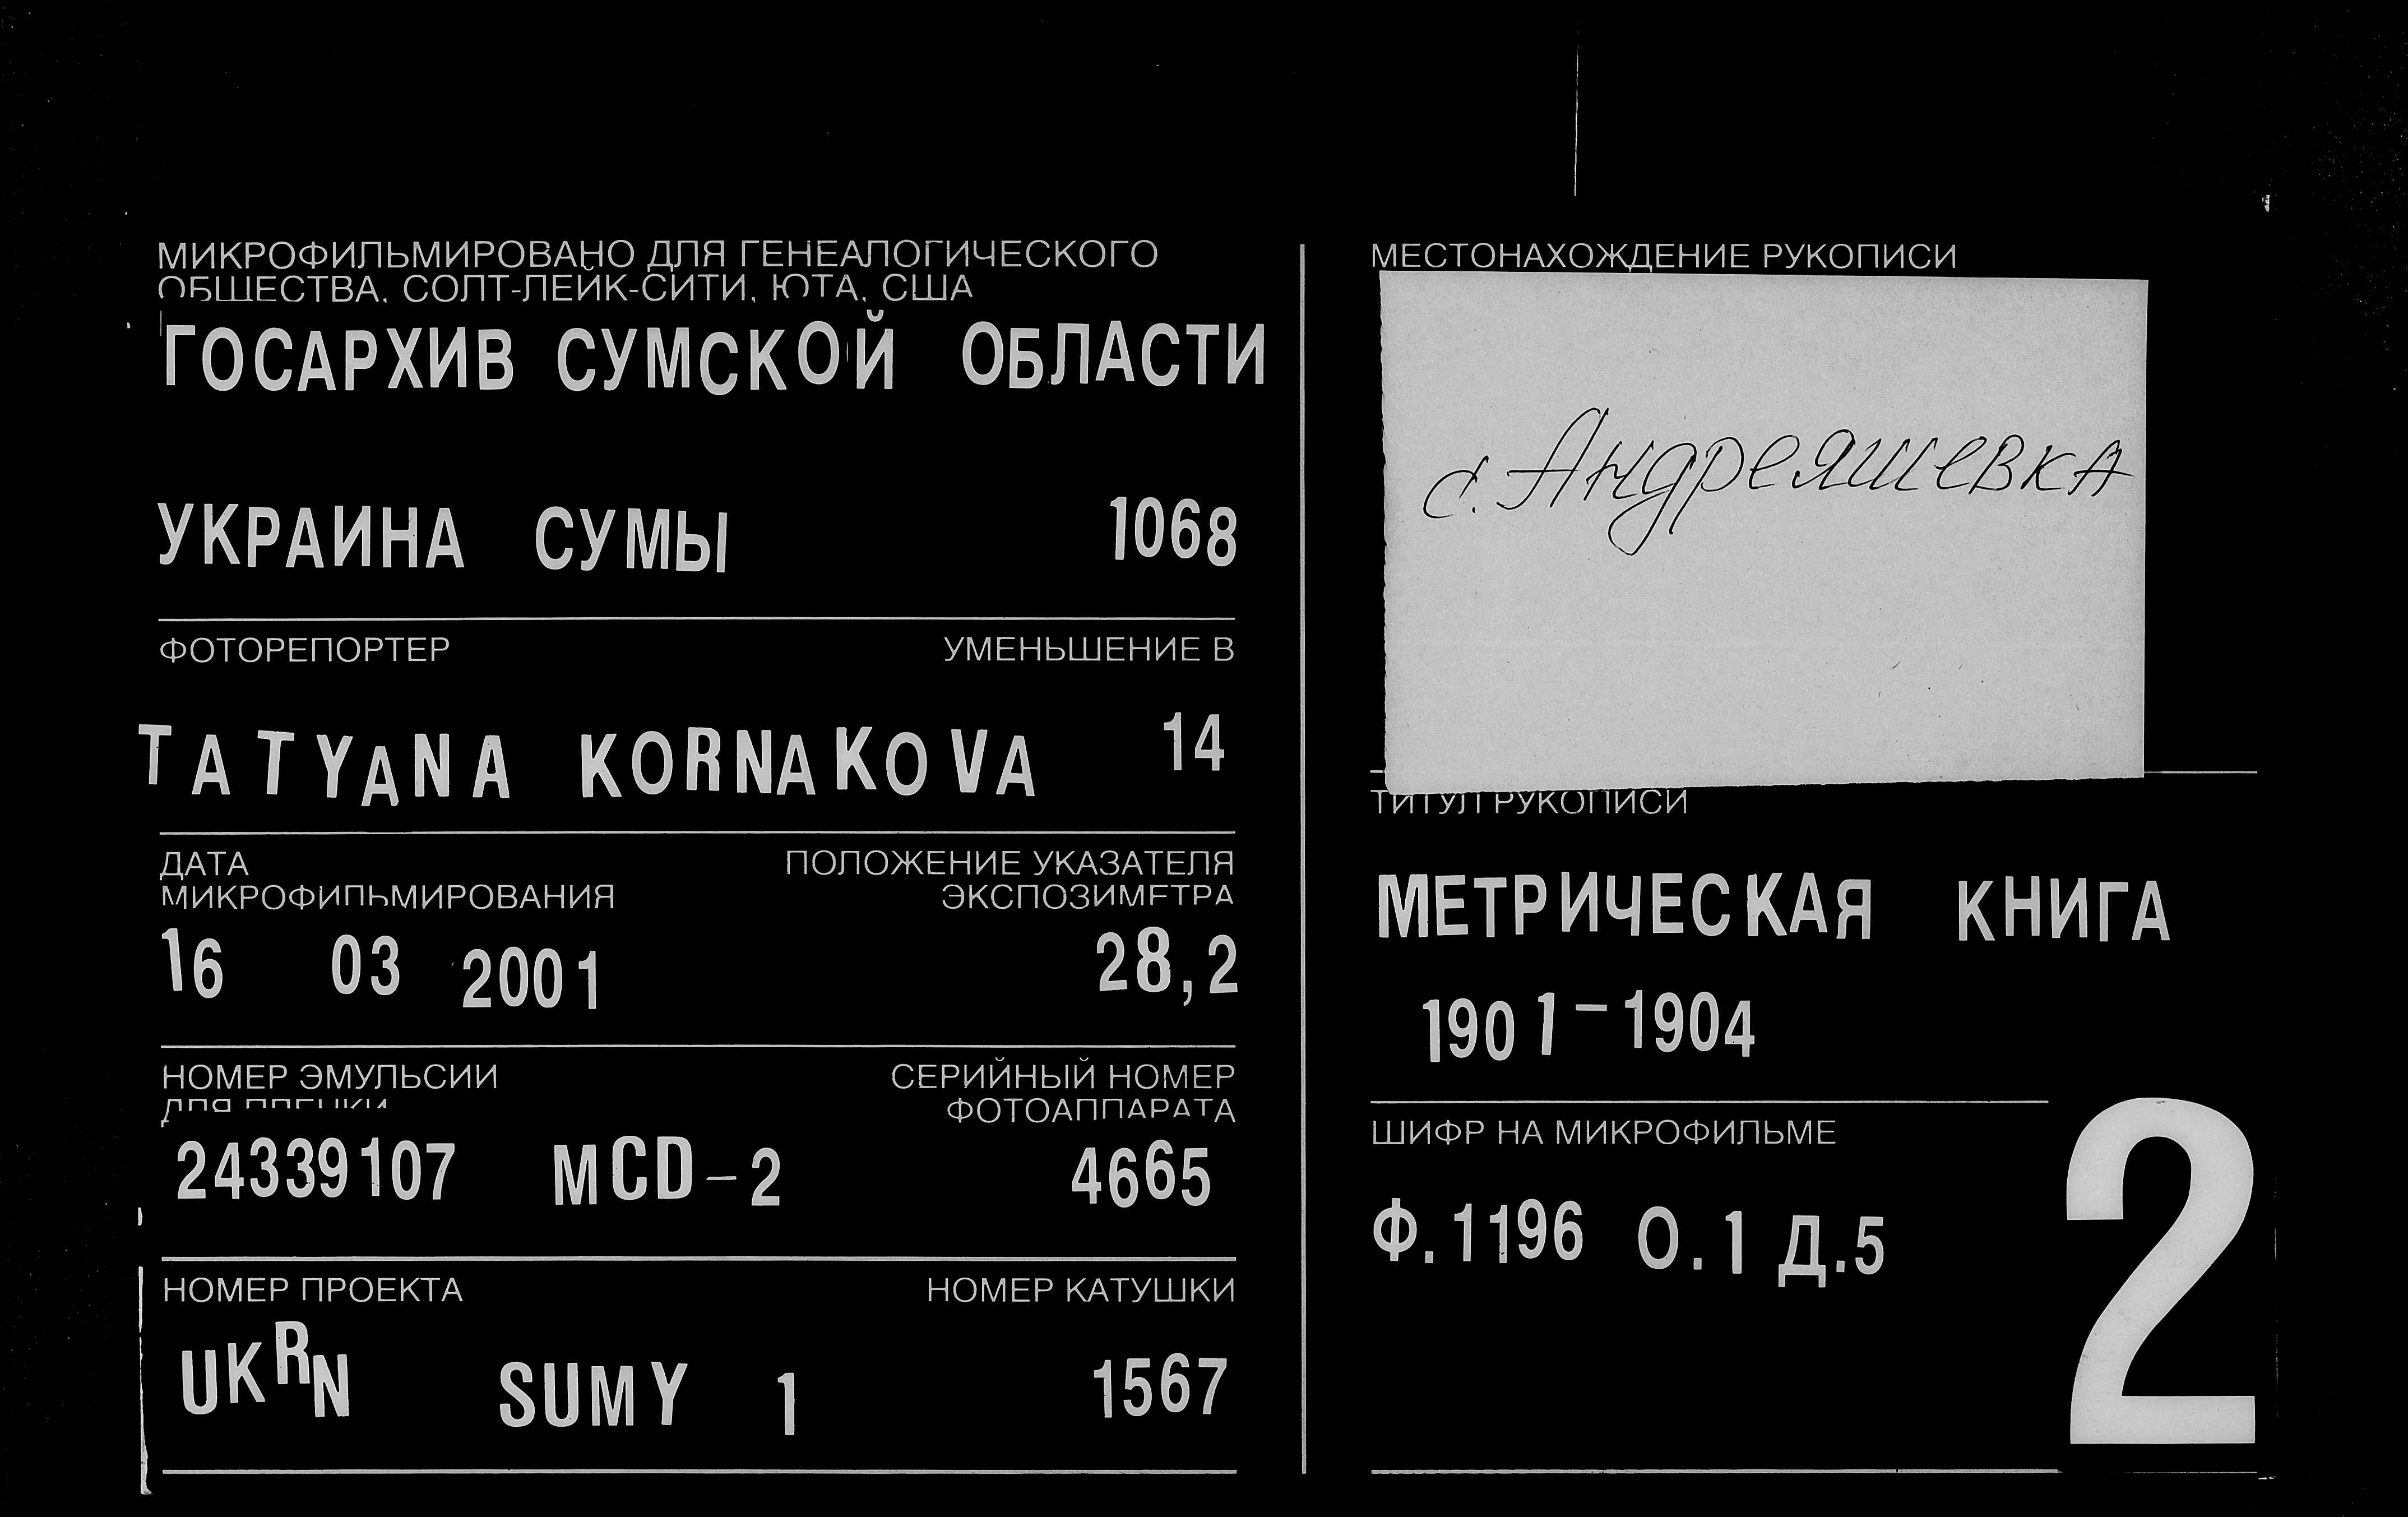 МИКРОФИЛЬМИРОВАНО ДЛЯ ГЕНЕАЛОГИЧЕСКОГО
ОБЩЕСТВА, СОЛТ-ЛЕЙК-СИТИ, ЮТА, США
ГОСАРХИВ СУМСКОЙ ОБЛАСТИ
УКРАИНА СУМЫ 1068
ФОТОРЕПОРТЕР УМЕНЬШЕНИЕ В
TATYANA KORNAKOVA 14
ДАТА ПОЛОЖЕНИЕ УКАЗАТЕЛЯ
МИКРОФИЛЬМИРОВАНИЯ ЭКСПОЗИМЕТРА
16 03 2001 28,2
НОМЕР ЭМУЛЬСИИ СЕРИЙНЫЙ НОМЕР
ДЛЯ ПЛЕНКИ ФОТОАППАРАТА
24339107 MCD-2 4665
НОМЕР ПРОЕКТА НОМЕР КАТУШКИ
UKRN SUMY 1 1567
МЕСТОНАХОЖДЕНИЕ РУКОПИСИ
с. Андреяшевка
ТИТУЛ РУКОПИСИ
МЕТРИЧЕСКАЯ КНИГА
1901-1904
ШИФР НА МИКРОФИЛЬМЕ
Ф.1196 О.1 Д.5
2